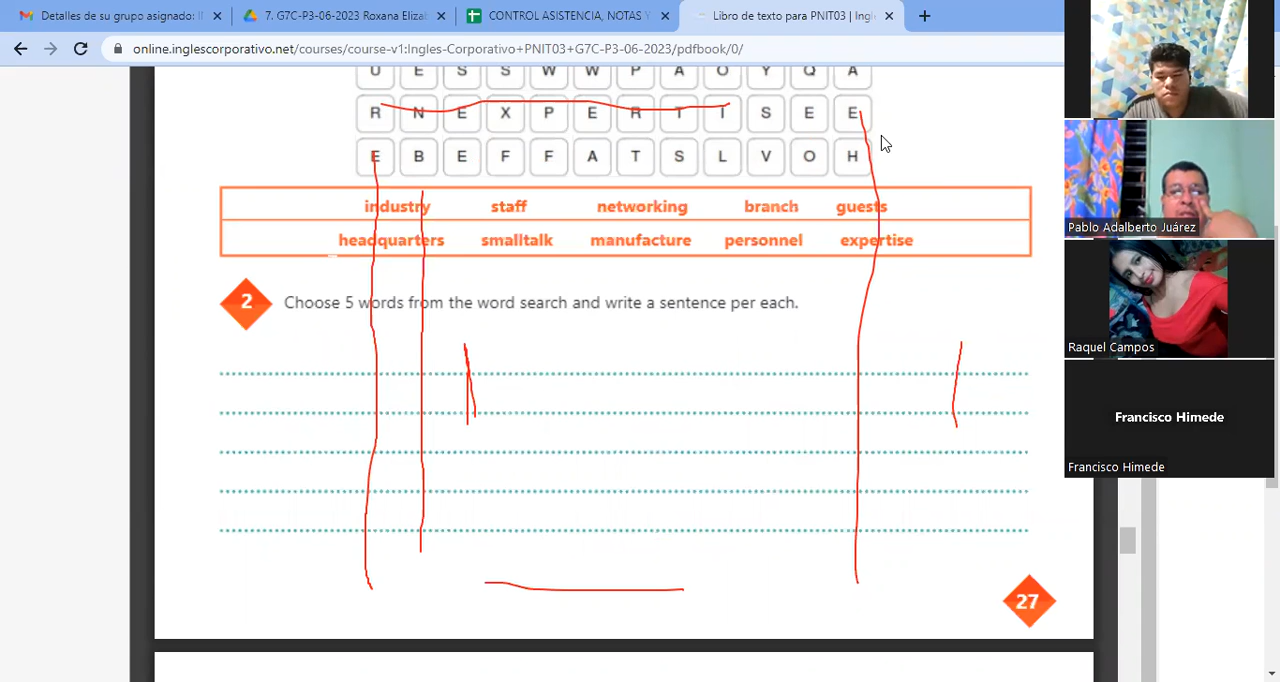 Detalles de su grupo asignado: II
7. G7C-P3-06-2023 Roxana Elizab
CONTROL ASISTENCIA, NOTAS Y
Libro de texto para PNIT03 | Ingl
online.inglescorporativo.net/courses/course-v1:Ingles-Corporativo+PNIT03+G7C-P3-06-2023/pdfbook/0/
U E S S W W P A O Y Q A
R N E X P E R T I S E E
E B E F F A T S L V O H
industry staff networking branch guests
headquarters smalltalk manufacture personnel expertise
2 Choose 5 words from the word search and write a sentence per each.
27
Pablo Adalberto Juárez
Raquel Campos
Francisco Himede
Francisco Himede